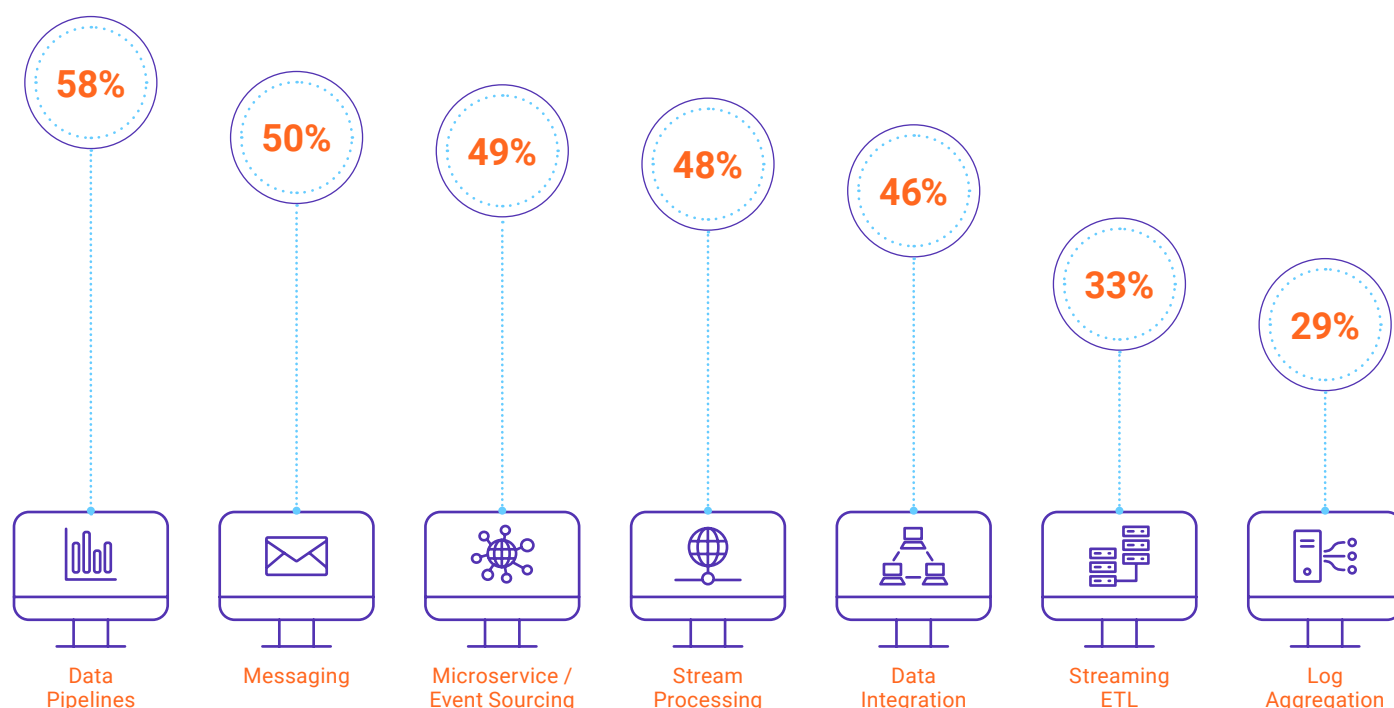 58%
50%
49%
48%
46%
33%
29%
Data
Pipelines
Messaging
Microservice /
Event Sourcing
Stream
Processing
Data
Integration
Streaming
ETL
Log
Aggregation